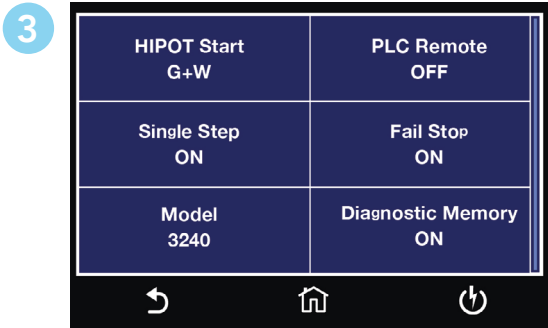 3
HIPOT Start
G+W
PLC Remote
OFF
Single Step
ON
Fail Stop
ON
Model
3240
Diagnostic Memory
ON